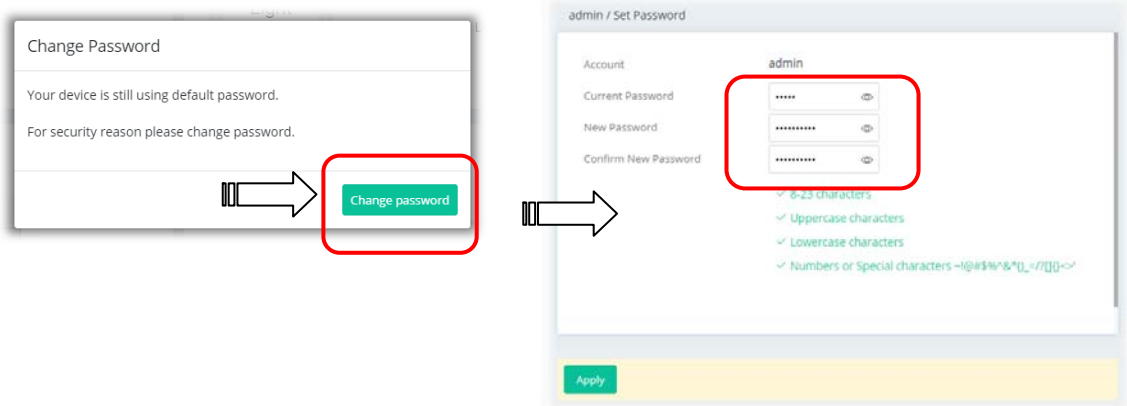 Change Password
Your device is still using default password.
For security reason please change password.
Change password
admin / Set Password
Account admin
Current Password •••••
New Password ••••••••••
Confirm New Password ••••••••••
✓ 8-23 characters
✓ Uppercase characters
✓ Lowercase characters
✓ Numbers or Special characters
Apply